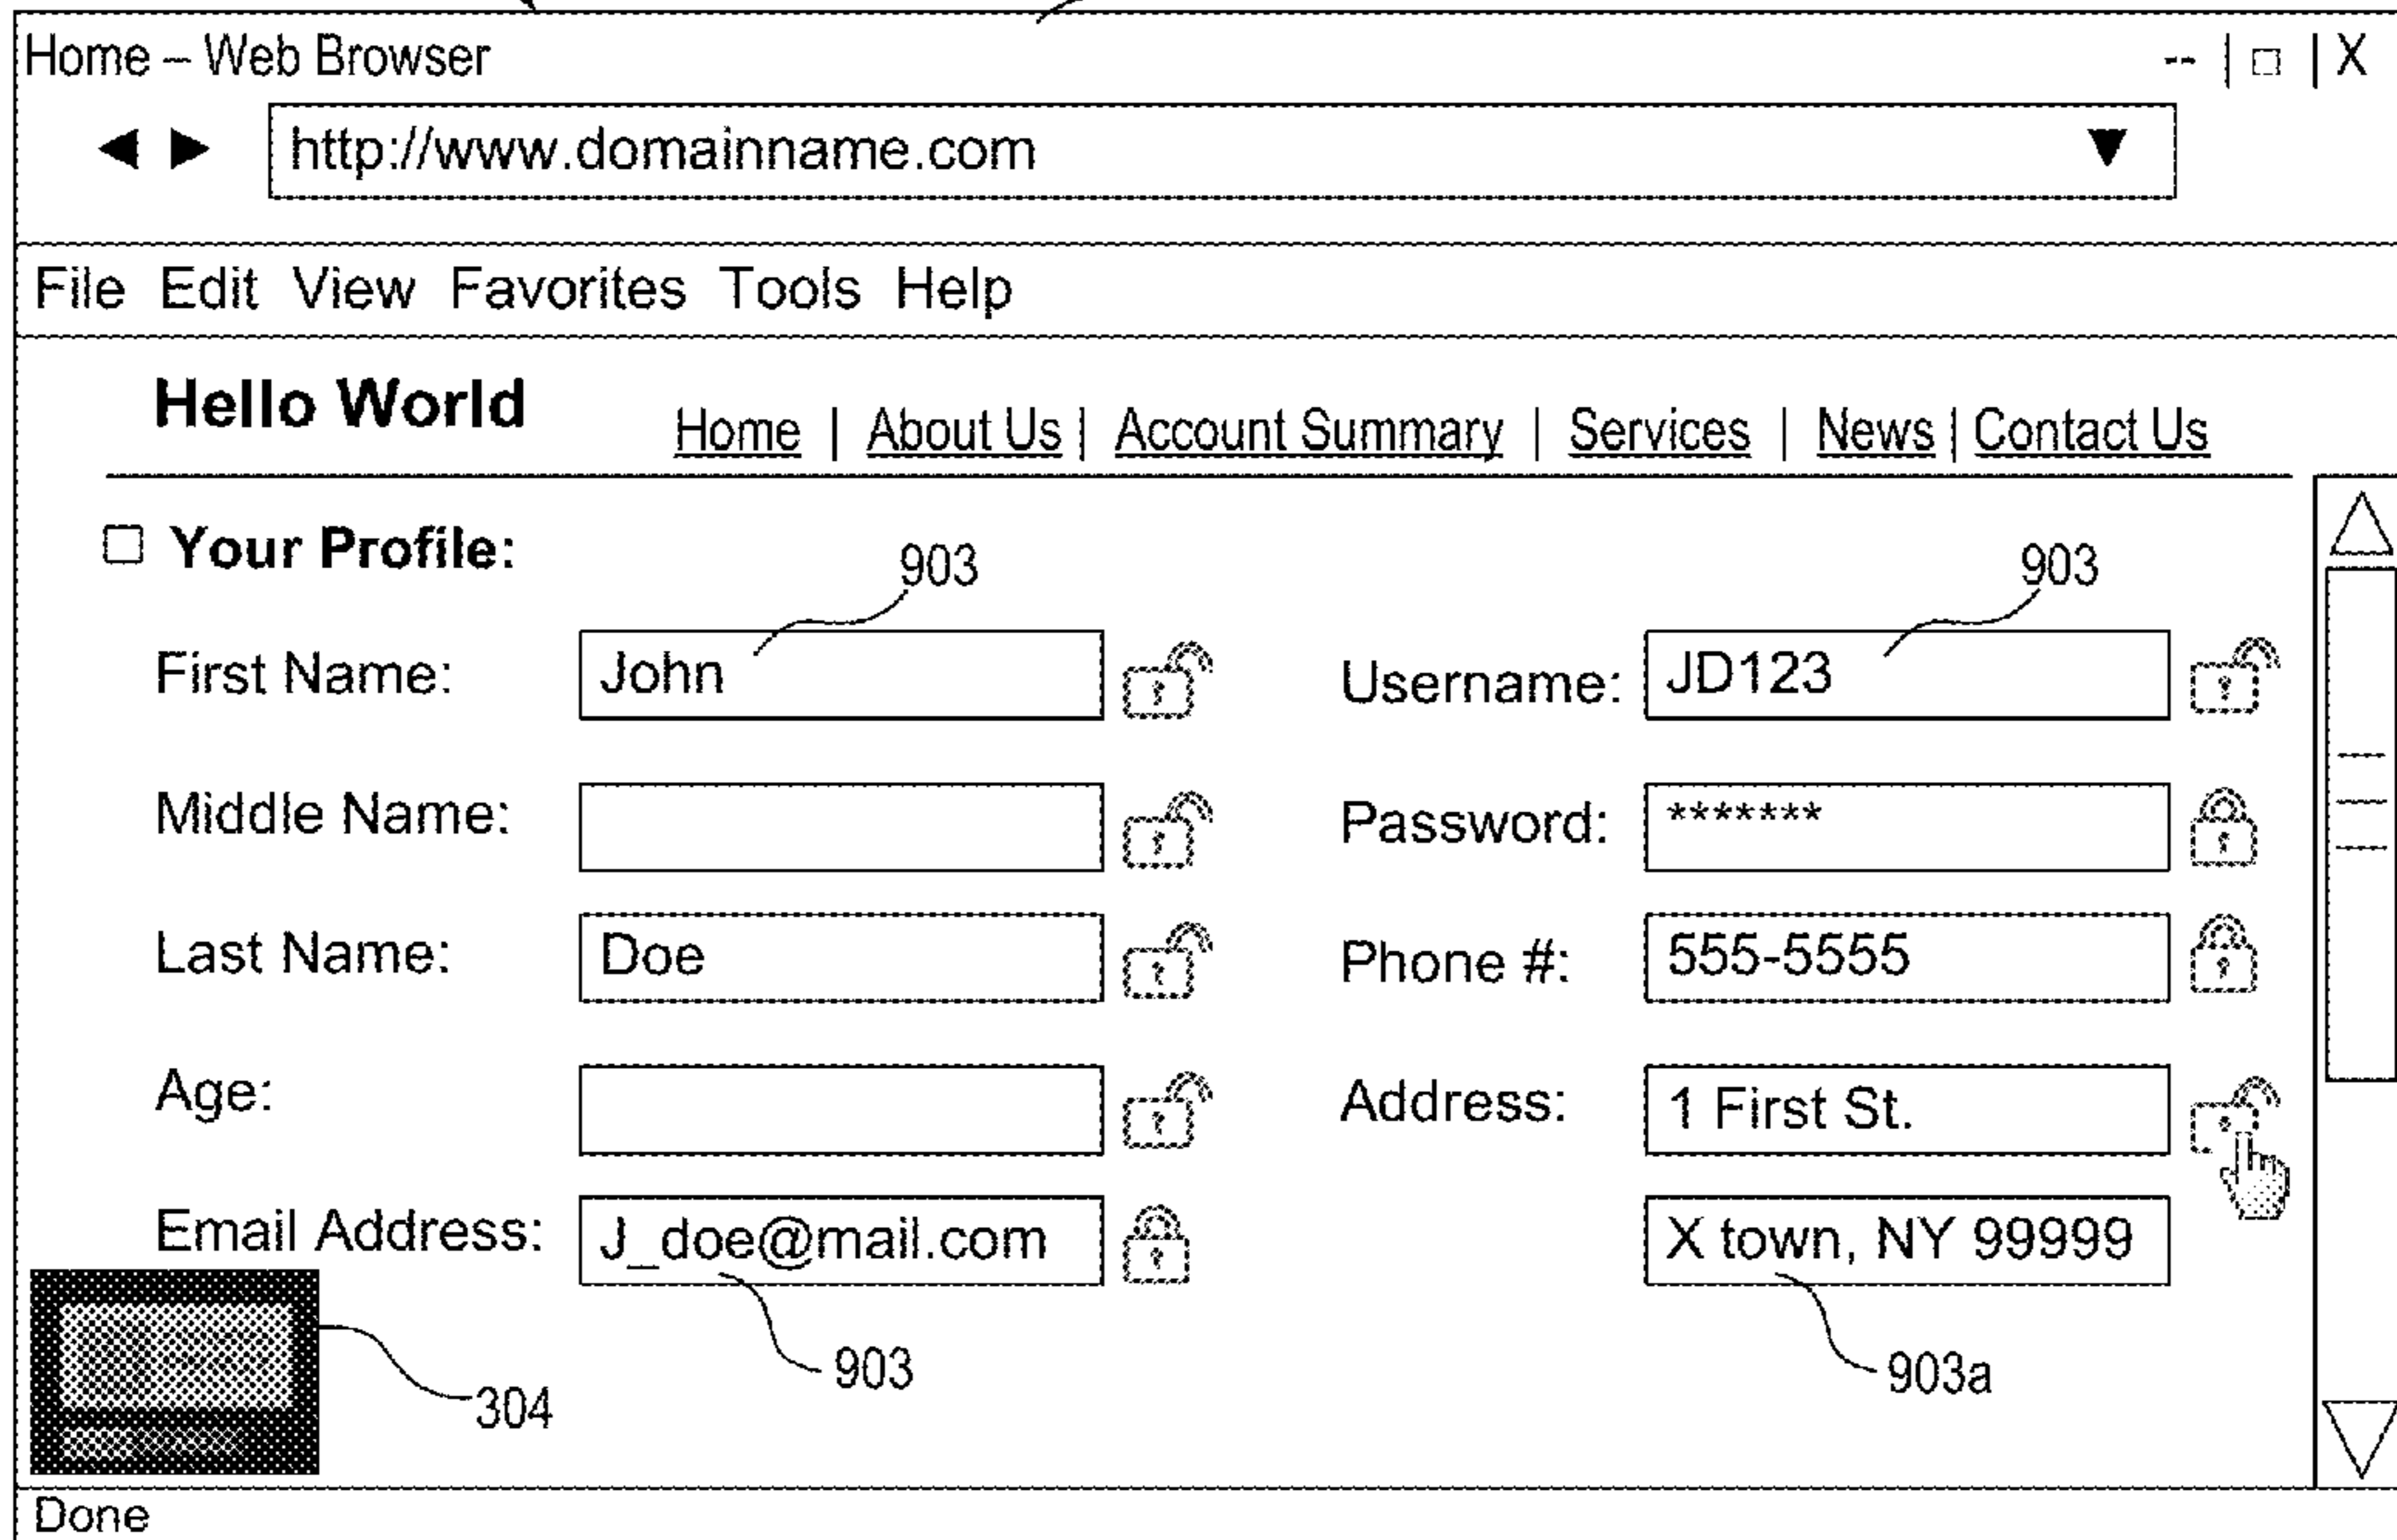 Home – Web Browser -- | □ | X
http://www.domainname.com
File Edit View Favorites Tools Help
Hello World
Home | About Us | Account Summary | Services | News | Contact Us
Your Profile:
903 903
First Name: John Username: JD123
Middle Name: Password: *******
Last Name: Doe Phone #: 555-5555
Age: Address: 1 First St.
Email Address: J_doe@mail.com X town, NY 99999
903 903a
304
Done